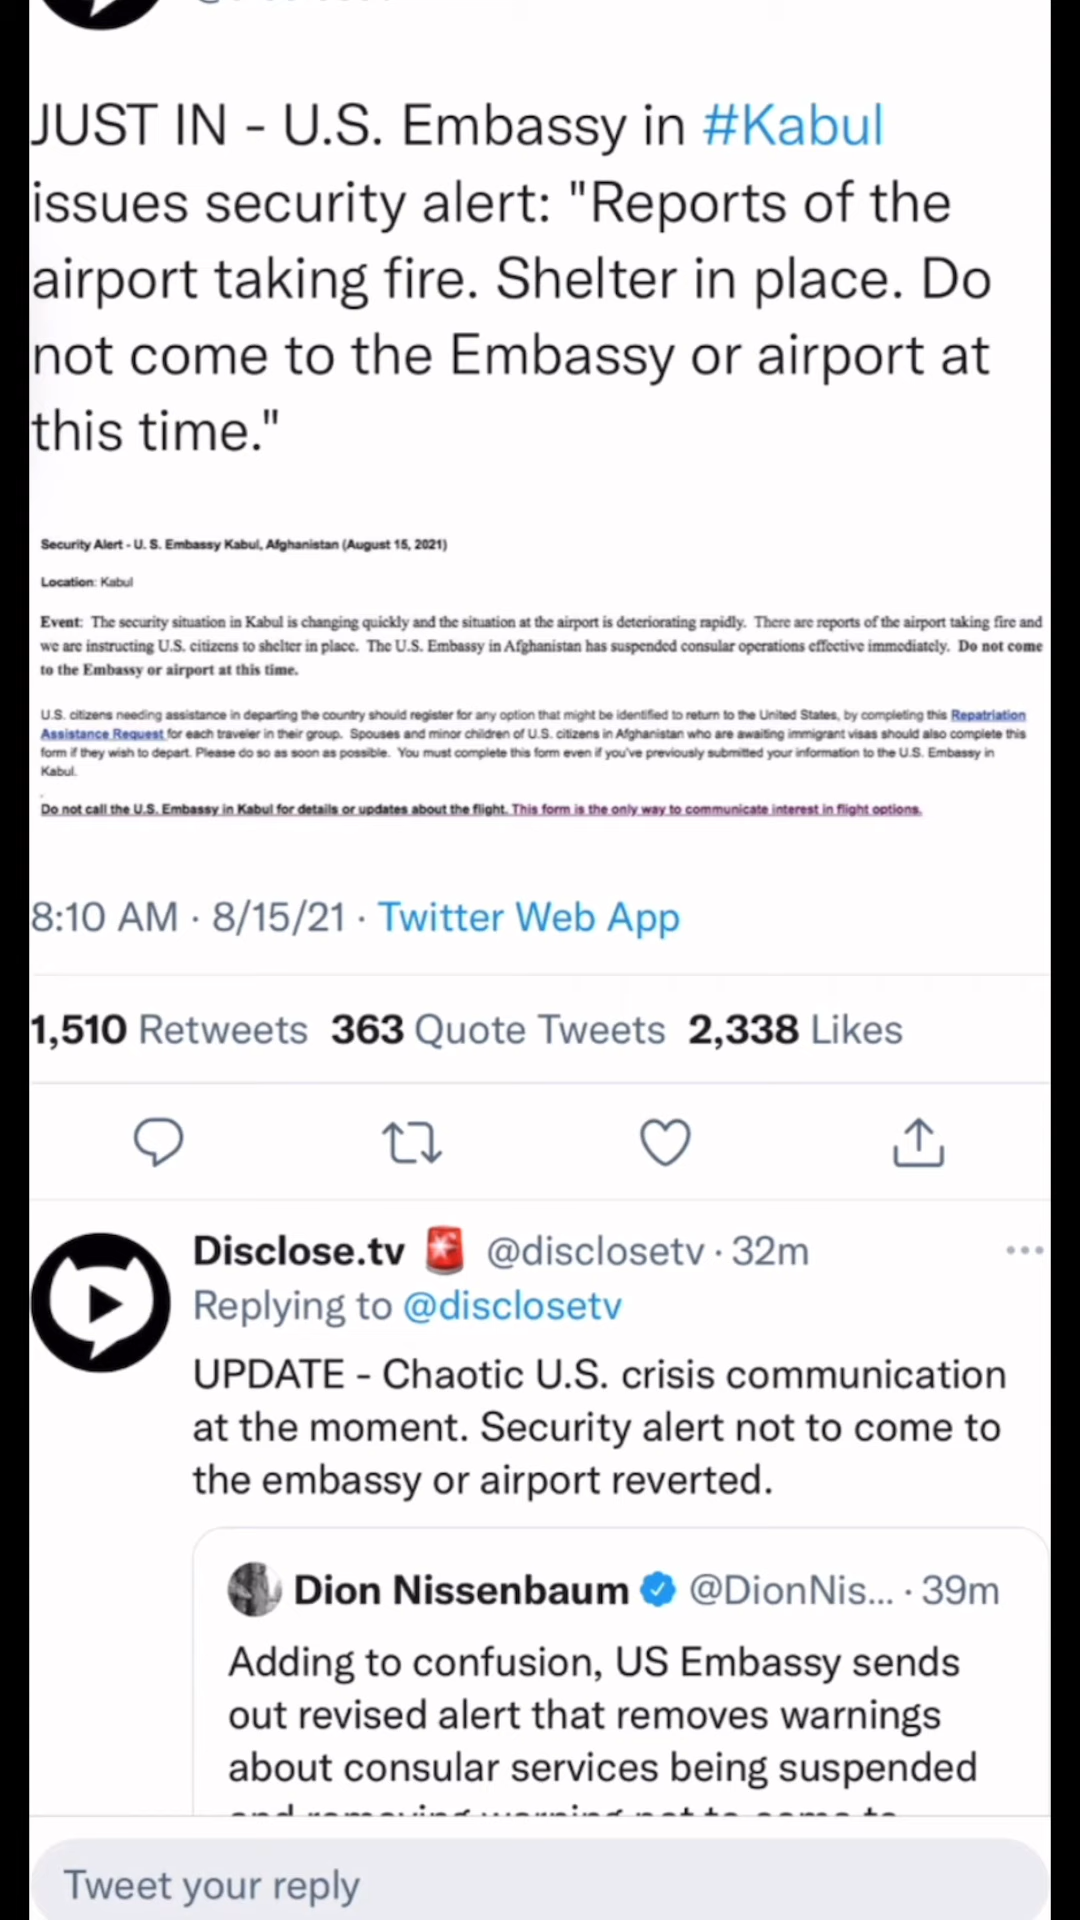 JUST IN - U.S. Embassy in #Kabul
issues security alert: "Reports of the
airport taking fire. Shelter in place. Do
not come to the Embassy or airport at
this time."
Security Alert - U. S. Embassy Kabul, Afghanistan (August 15, 2021)
Location: Kabul
Event: The security situation in Kabul is changing quickly and the situation at the airport is deteriorating rapidly. There are reports of the airport taking fire and
we are instructing U.S. citizens to shelter in place. The U.S. Embassy in Afghanistan has suspended consular operations effective immediately. Do not come
to the Embassy or airport at this time.
U.S. citizens needing assistance in departing the country should register for any option that might be identified to return to the United States, by completing this Repatriation
Assistance Request for each traveler in their group. Spouses and minor children of U.S. citizens in Afghanistan who are awaiting immigrant visas should also complete this
form if they wish to depart. Please do so as soon as possible. You must complete this form even if you've previously submitted your information to the U.S. Embassy in
Kabul.
Do not call the U.S. Embassy in Kabul for details or updates about the flight. This form is the only way to communicate interest in flight options.
8:10 AM · 8/15/21 · Twitter Web App
1,510 Retweets 363 Quote Tweets 2,338 Likes
Disclose.tv 🚨 @disclosetv · 32m
Replying to @disclosetv
UPDATE - Chaotic U.S. crisis communication
at the moment. Security alert not to come to
the embassy or airport reverted.
Dion Nissenbaum @DionNis... · 39m
Adding to confusion, US Embassy sends
out revised alert that removes warnings
about consular services being suspended
and removing warning not to come to
Tweet your reply